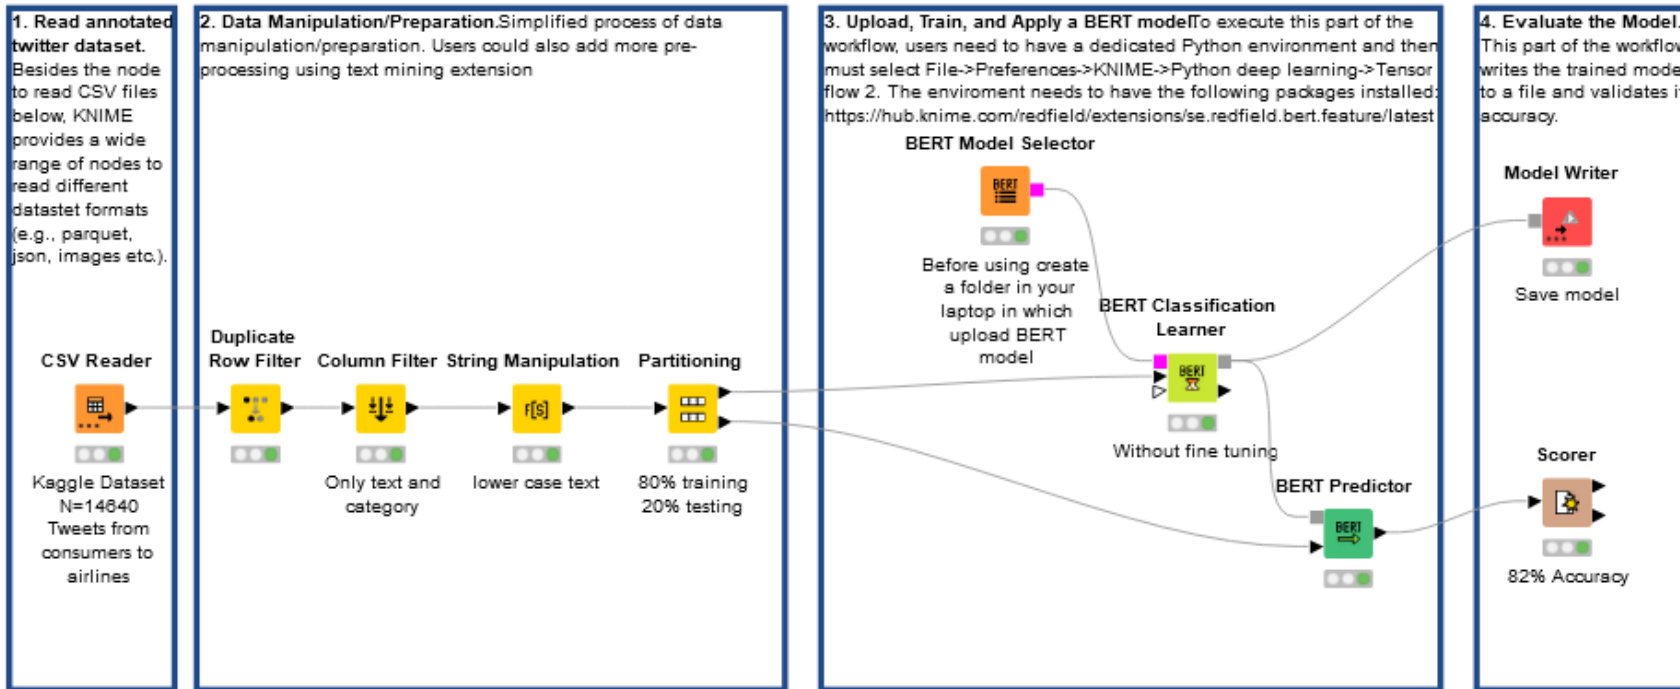 1. Read annotated
twitter dataset.
Besides the node
to read CSV files
below, KNIME
provides a wide
range of nodes to
read different
datastet formats
(e.g., parquet,
json, images etc.).
CSV Reader
Kaggle Dataset
N=14640
Tweets from
consumers to
airlines
2. Data Manipulation/Preparation.Simplified process of data
manipulation/preparation. Users could also add more pre-
processing using text mining extension
Duplicate
Row Filter
Column Filter
Only text and
category
String Manipulation
F[S]
lower case text
Partitioning
80% training
20% testing
3. Upload, Train, and Apply a BERT modelTo execute this part of the
workflow, users need to have a dedicated Python environment and then
must select File->Preferences->KNIME->Python deep learning->Tensor
flow 2. The enviroment needs to have the following packages installed:
https://hub.knime.com/redfield/extensions/se.redfield.bert.feature/latest
BERT Model Selector
BERT
Before using create
a folder in your
laptop in which
upload BERT
model
BERT Classification
Learner
BERT
Without fine tuning
BERT Predictor
BERT
4. Evaluate the Model.
This part of the workflow
writes the trained mode
to a file and validates it
accuracy.
Model Writer
Save model
Scorer
82% Accuracy